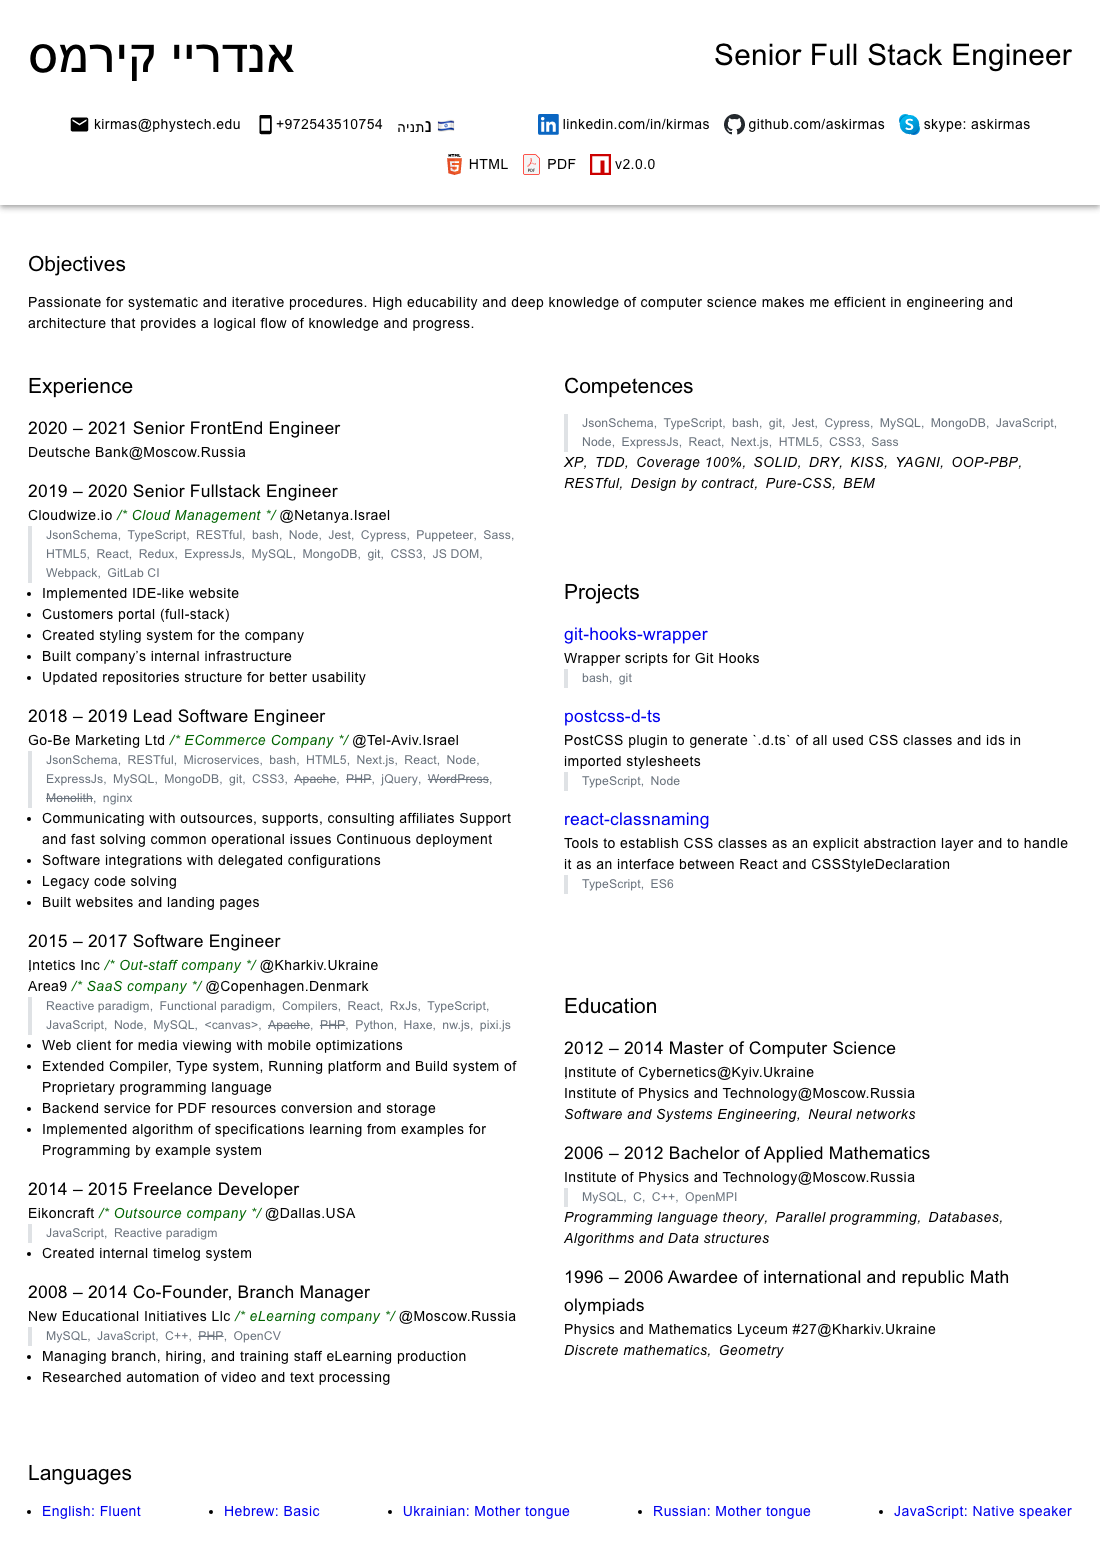 אנדריי קירמס
Senior Full Stack Engineer
kirmas@phystech.edu +972543510754 נתניה 🇮🇱 linkedin.com/in/kirmas github.com/askirmas skype: askirmas
HTML PDF v2.0.0
Objectives
Passionate for systematic and iterative procedures. High educability and deep knowledge of computer science makes me efficient in engineering and
architecture that provides a logical flow of knowledge and progress.
Experience
2020 – 2021 Senior FrontEnd Engineer
Deutsche Bank@Moscow.Russia
2019 – 2020 Senior Fullstack Engineer
Cloudwize.io /* Cloud Management */ @Netanya.Israel
JsonSchema, TypeScript, RESTful, bash, Node, Jest, Cypress, Puppeteer, Sass,
HTML5, React, Redux, ExpressJs, MySQL, MongoDB, git, CSS3, JS DOM,
Webpack, GitLab CI
• Implemented IDE-like website
• Customers portal (full-stack)
• Created styling system for the company
• Built company's internal infrastructure
• Updated repositories structure for better usability
2018 – 2019 Lead Software Engineer
Go-Be Marketing Ltd /* ECommerce Company */ @Tel-Aviv.Israel
JsonSchema, RESTful, Microservices, bash, HTML5, Next.js, React, Node,
ExpressJs, MySQL, MongoDB, git, CSS3, Apache, PHP, jQuery, WordPress,
Monolith, nginx
• Communicating with outsources, supports, consulting affiliates Support
and fast solving common operational issues Continuous deployment
• Software integrations with delegated configurations
• Legacy code solving
• Built websites and landing pages
2015 – 2017 Software Engineer
Intetics Inc /* Out-staff company */ @Kharkiv.Ukraine
Area9 /* SaaS company */ @Copenhagen.Denmark
Reactive paradigm, Functional paradigm, Compilers, React, RxJs, TypeScript,
JavaScript, Node, MySQL, <canvas>, Apache, PHP, Python, Haxe, nw.js, pixi.js
• Web client for media viewing with mobile optimizations
• Extended Compiler, Type system, Running platform and Build system of
Proprietary programming language
• Backend service for PDF resources conversion and storage
• Implemented algorithm of specifications learning from examples for
Programming by example system
2014 – 2015 Freelance Developer
Eikoncraft /* Outsource company */ @Dallas.USA
JavaScript, Reactive paradigm
• Created internal timelog system
2008 – 2014 Co-Founder, Branch Manager
New Educational Initiatives Llc /* eLearning company */ @Moscow.Russia
MySQL, JavaScript, C++, PHP, OpenCV
• Managing branch, hiring, and training staff eLearning production
• Researched automation of video and text processing
Competences
JsonSchema, TypeScript, bash, git, Jest, Cypress, MySQL, MongoDB, JavaScript,
Node, ExpressJs, React, Next.js, HTML5, CSS3, Sass
XP, TDD, Coverage 100%, SOLID, DRY, KISS, YAGNI, OOP-PBP,
RESTful, Design by contract, Pure-CSS, BEM
Projects
git-hooks-wrapper
Wrapper scripts for Git Hooks
bash, git
postcss-d-ts
PostCSS plugin to generate `.d.ts` of all used CSS classes and ids in
imported stylesheets
TypeScript, Node
react-classnaming
Tools to establish CSS classes as an explicit abstraction layer and to handle
it as an interface between React and CSSStyleDeclaration
TypeScript, ES6
Education
2012 – 2014 Master of Computer Science
Institute of Cybernetics@Kyiv.Ukraine
Institute of Physics and Technology@Moscow.Russia
Software and Systems Engineering, Neural networks
2006 – 2012 Bachelor of Applied Mathematics
Institute of Physics and Technology@Moscow.Russia
MySQL, C, C++, OpenMPI
Programming language theory, Parallel programming, Databases,
Algorithms and Data structures
1996 – 2006 Awardee of international and republic Math
olympiads
Physics and Mathematics Lyceum #27@Kharkiv.Ukraine
Discrete mathematics, Geometry
Languages
• English: Fluent • Hebrew: Basic • Ukrainian: Mother tongue • Russian: Mother tongue • JavaScript: Native speaker